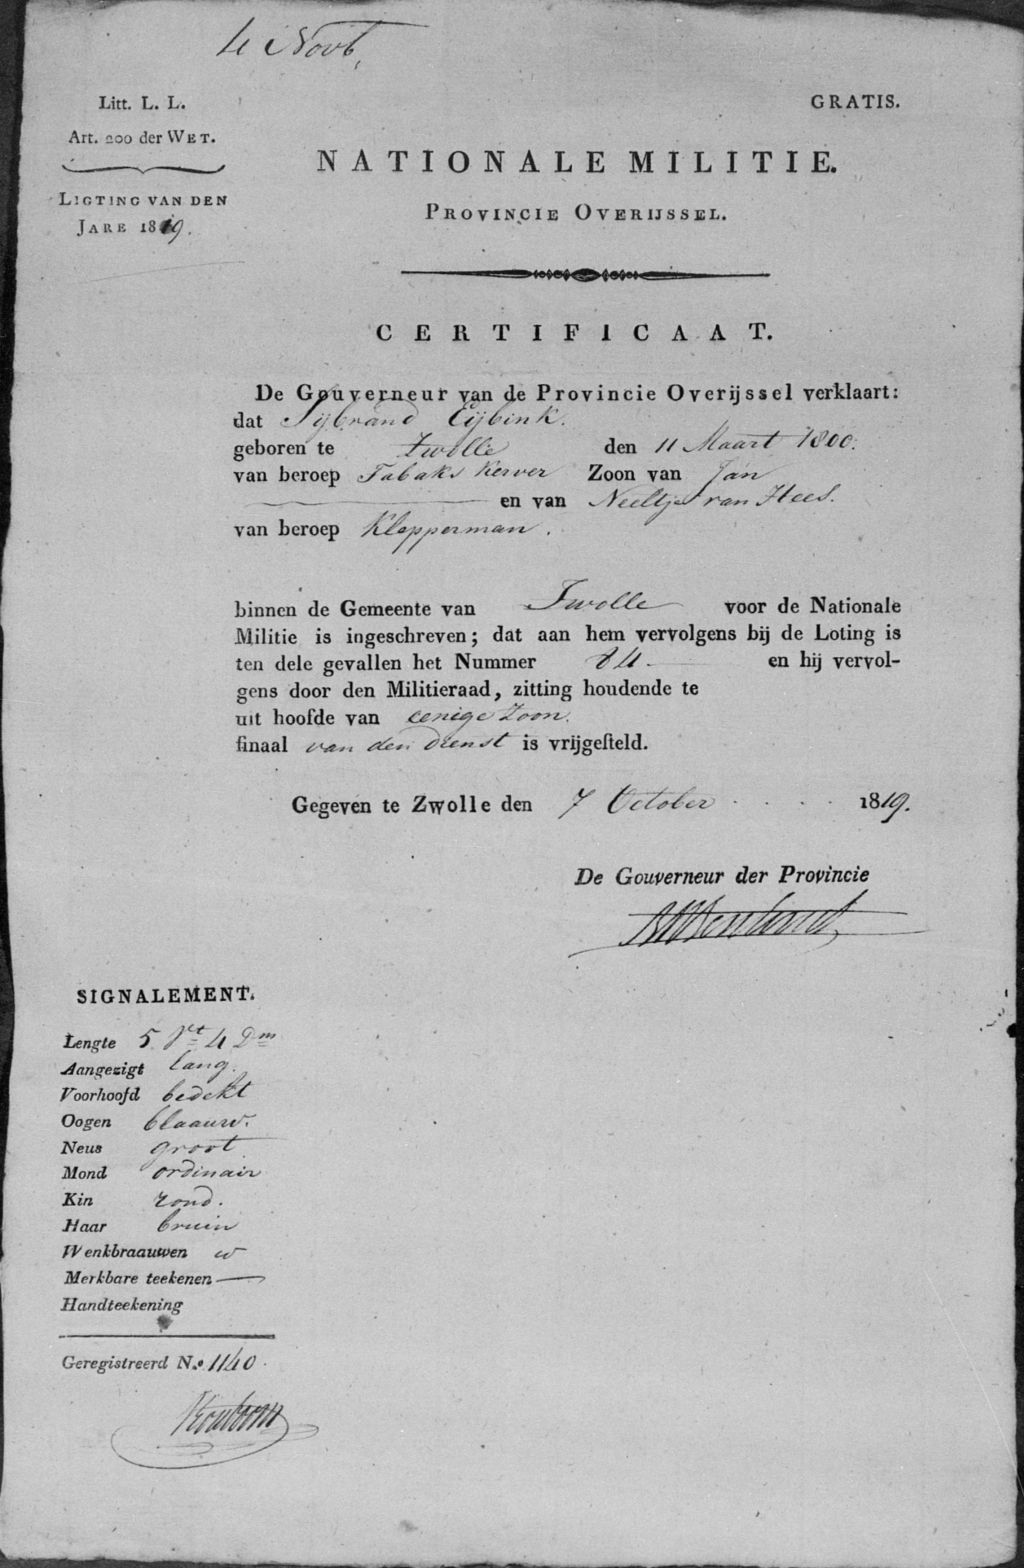 4 Novb,
Litt. L. L.
GRATIS.
Art. 200 der WET.
NATIONALE MILITIE.
LIGTING VAN DEN
JARE 1819.
PROVINCIE OVERIJSSEL.
CERTIFICAAT.
De Gouverneur van de Provincie Overijssel verklaart:
dat Sijbrand Eijbink.
geboren te Zwolle den 11 Maart 1800.
van beroep Tabaks Kerver Zoon van Jan
en van Neeltje van Hees.
van beroep Klepperman.
binnen de Gemeente van Zwolle voor de Nationale
Militie is ingeschreven; dat aan hem vervolgens bij de Loting is
ten dele gevallen het Nummer 84 en hij vervol-
gens door den Militieraad, zitting houdende te
uit hoofde van eenige Zoon.
finaal van den dienst is vrijgesteld.
Gegeven te Zwolle den 7 October 1819.
De Gouverneur der Provincie
SIGNALEMENT.
Lengte 5 Vt 4 Dm
Aangezigt lang.
Voorhoofd bedekt
Oogen blaauw.
Neus groot
Mond ordinair
Kin rond.
Haar bruin
Wenkbraauwen
Merkbare teekenen —
Handteekening
Geregistreerd N.o 1140.